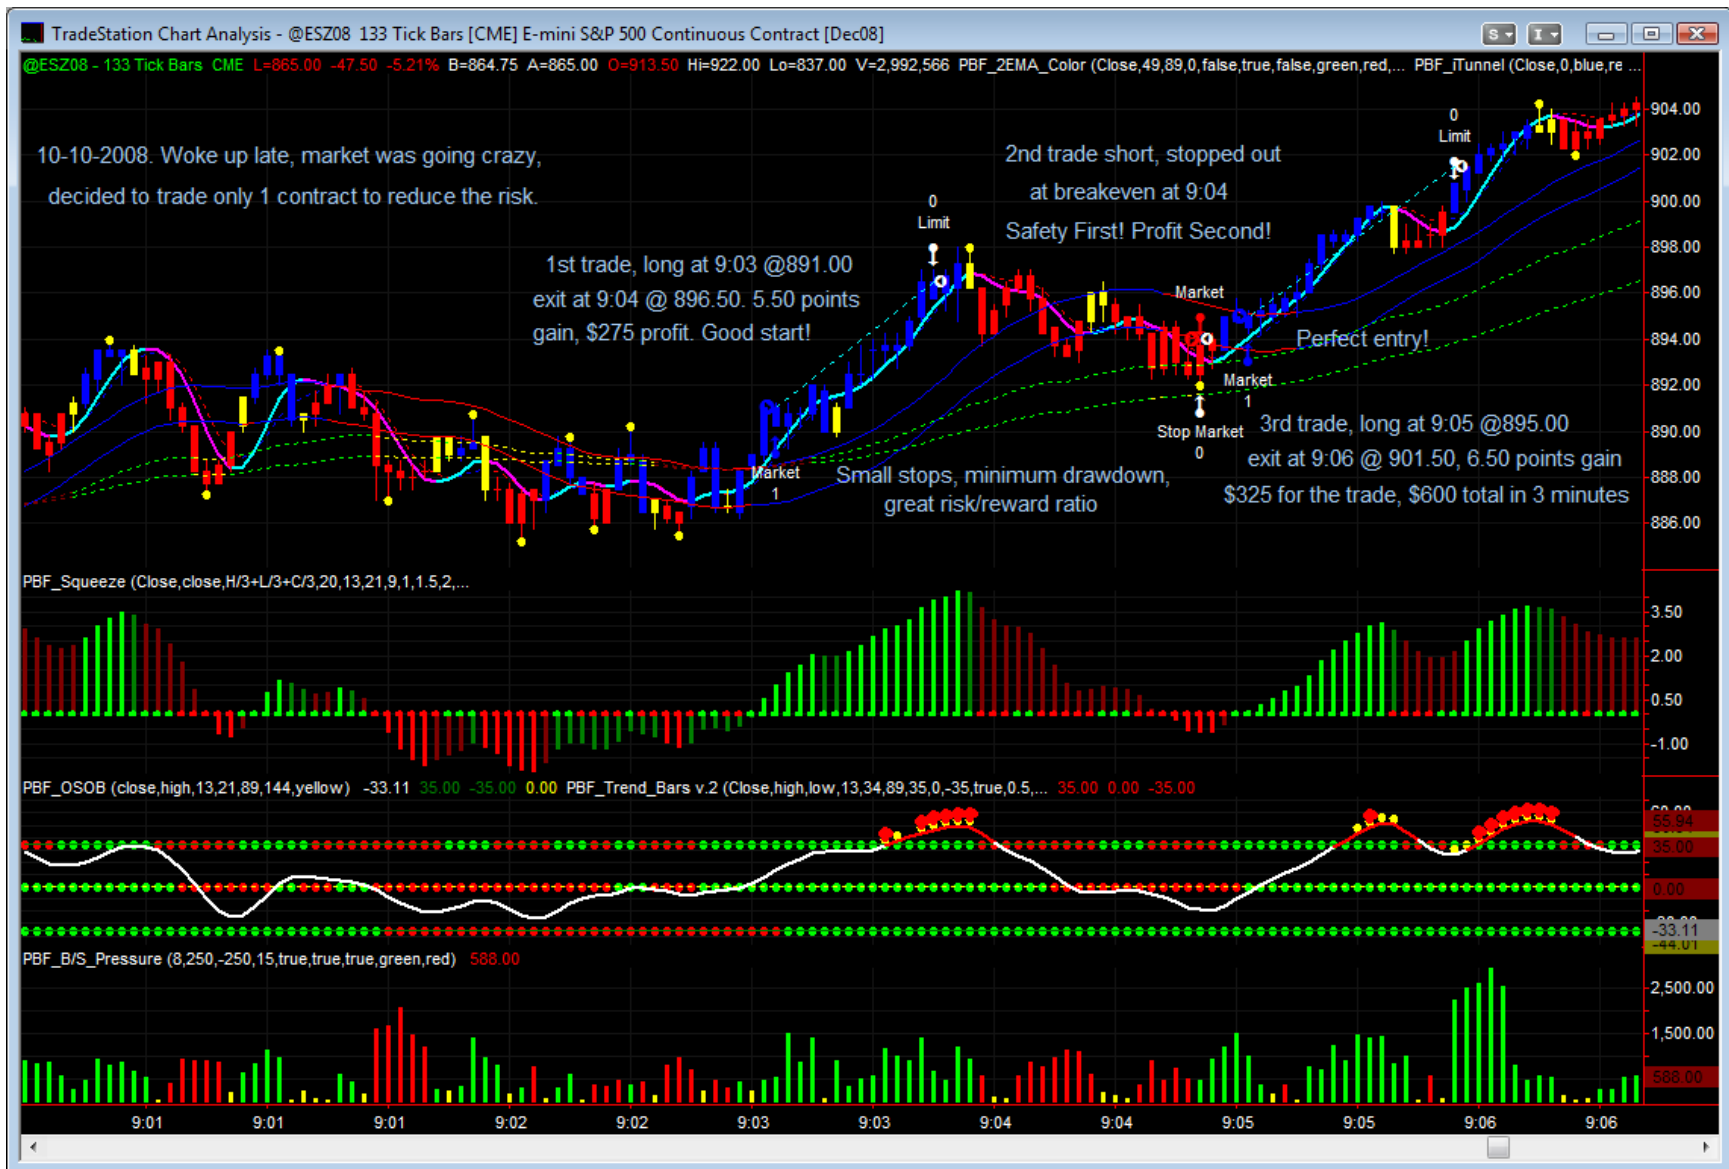 TradeStation Chart Analysis - @ESZ08 133 Tick Bars [CME] E-mini S&P 500 Continuous Contract [Dec08]
S I
@ESZ08 - 133 Tick Bars CME L=865.00 -47.50 -5.21% B=864.75 A=865.00 O=913.50 Hi=922.00 Lo=837.00 V=2,992,566 PBF_2EMA_Color (Close,49,89,0,false,true,false,green,red,... PBF_iTunnel (Close,0,blue,re ...
10-10-2008. Woke up late, market was going crazy,
decided to trade only 1 contract to reduce the risk.
1st trade, long at 9:03 @891.00
exit at 9:04 @ 896.50. 5.50 points
gain, $275 profit. Good start!
0
Limit
2nd trade short, stopped out
at breakeven at 9:04
Safety First! Profit Second!
0
Limit
Market
Perfect entry!
Market
1
Stop Market
0
3rd trade, long at 9:05 @895.00
exit at 9:06 @ 901.50, 6.50 points gain
$325 for the trade, $600 total in 3 minutes
Market
1
Small stops, minimum drawdown,
great risk/reward ratio
904.00
902.00
900.00
898.00
896.00
894.00
892.00
890.00
888.00
886.00
PBF_Squeeze (Close,close,H/3+L/3+C/3,20,13,21,9,1,1.5,2,...
3.50
2.00
0.50
-1.00
PBF_OSOB (close,high,13,21,89,144,yellow) -33.11 35.00 -35.00 0.00 PBF_Trend_Bars v.2 (Close,high,low,13,34,89,35,0,-35,true,0.5,... 35.00 0.00 -35.00
55.94
35.00
0.00
-33.11
-44.01
PBF_B/S_Pressure (8,250,-250,15,true,true,true,green,red) 588.00
2,500.00
1,500.00
588.00
9:01 9:01 9:01 9:02 9:02 9:03 9:03 9:04 9:04 9:05 9:05 9:06 9:06